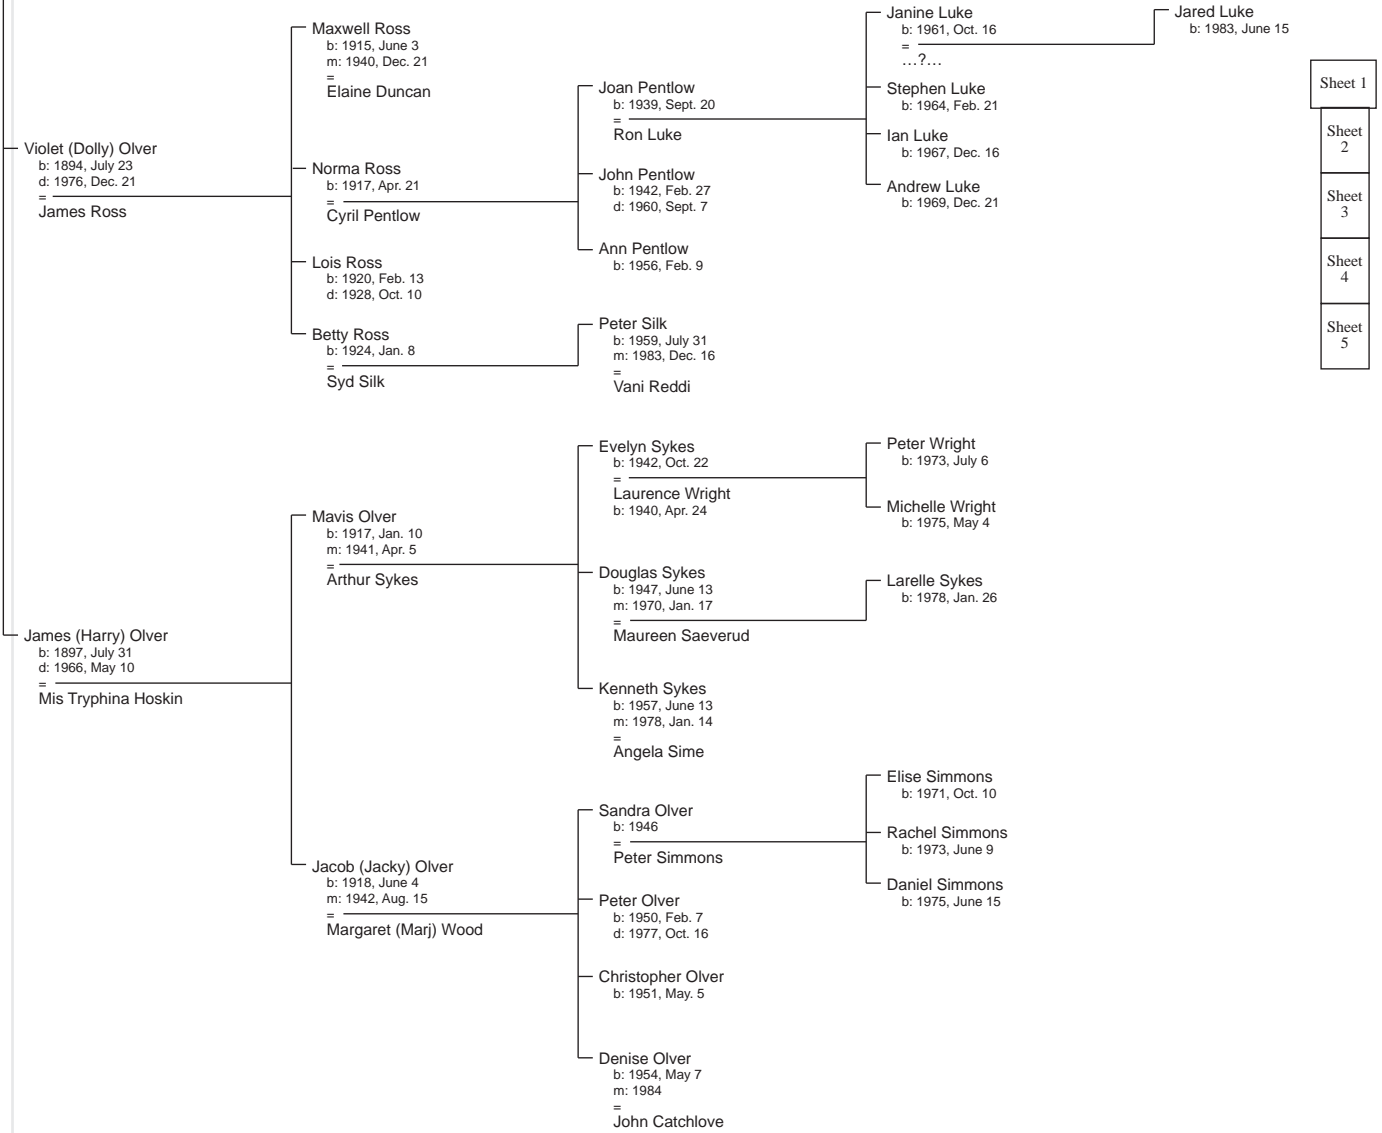 Violet (Dolly) Olver
b: 1894, July 23
d: 1976, Dec. 21
=
James Ross
James (Harry) Olver
b: 1897, July 31
d: 1966, May 10
=
Mis Tryphina Hoskin
Maxwell Ross
b: 1915, June 3
m: 1940, Dec. 21
=
Elaine Duncan
Norma Ross
b: 1917, Apr. 21
=
Cyril Pentlow
Lois Ross
b: 1920, Feb. 13
d: 1928, Oct. 10
Betty Ross
b: 1924, Jan. 8
=
Syd Silk
Mavis Olver
b: 1917, Jan. 10
m: 1941, Apr. 5
=
Arthur Sykes
Jacob (Jacky) Olver
b: 1918, June 4
m: 1942, Aug. 15
=
Margaret (Marj) Wood
Joan Pentlow
b: 1939, Sept. 20
=
Ron Luke
John Pentlow
b: 1942, Feb. 27
d: 1960, Sept. 7
Ann Pentlow
b: 1956, Feb. 9
Peter Silk
b: 1959, July 31
m: 1983, Dec. 16
=
Vani Reddi
Evelyn Sykes
b: 1942, Oct. 22
=
Laurence Wright
b: 1940, Apr. 24
Douglas Sykes
b: 1947, June 13
m: 1970, Jan. 17
=
Maureen Saeverud
Kenneth Sykes
b: 1957, June 13
m: 1978, Jan. 14
=
Angela Sime
Sandra Olver
b: 1946
=
Peter Simmons
Peter Olver
b: 1950, Feb. 7
d: 1977, Oct. 16
Christopher Olver
b: 1951, May. 5
Denise Olver
b: 1954, May 7
m: 1984
=
John Catchlove
Janine Luke
b: 1961, Oct. 16
=
...?...
Stephen Luke
b: 1964, Feb. 21
Ian Luke
b: 1967, Dec. 16
Andrew Luke
b: 1969, Dec. 21
Peter Wright
b: 1973, July 6
Michelle Wright
b: 1975, May 4
Larelle Sykes
b: 1978, Jan. 26
Elise Simmons
b: 1971, Oct. 10
Rachel Simmons
b: 1973, June 9
Daniel Simmons
b: 1975, June 15
Jared Luke
b: 1983, June 15
Sheet 1
Sheet
2
Sheet
3
Sheet
4
Sheet
5